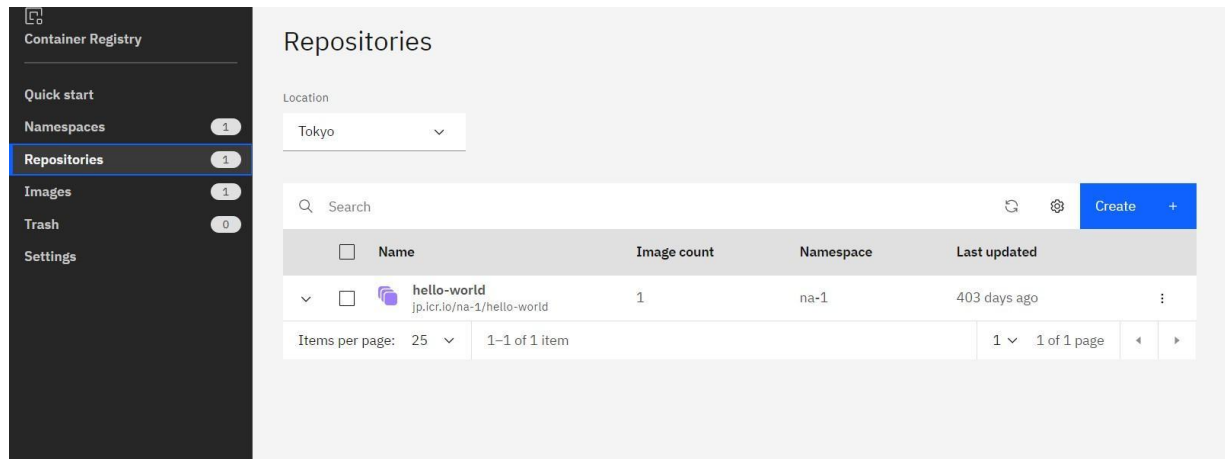 Container Registry
Quick start
Namespaces 1
Repositories 1
Images 1
Trash 0
Settings
Repositories
Location
Tokyo
Search
Create +
Name Image count Namespace Last updated
hello-world 1 na-1 403 days ago
jp.icr.io/na-1/hello-world
Items per page: 25 1–1 of 1 item 1 1 of 1 page